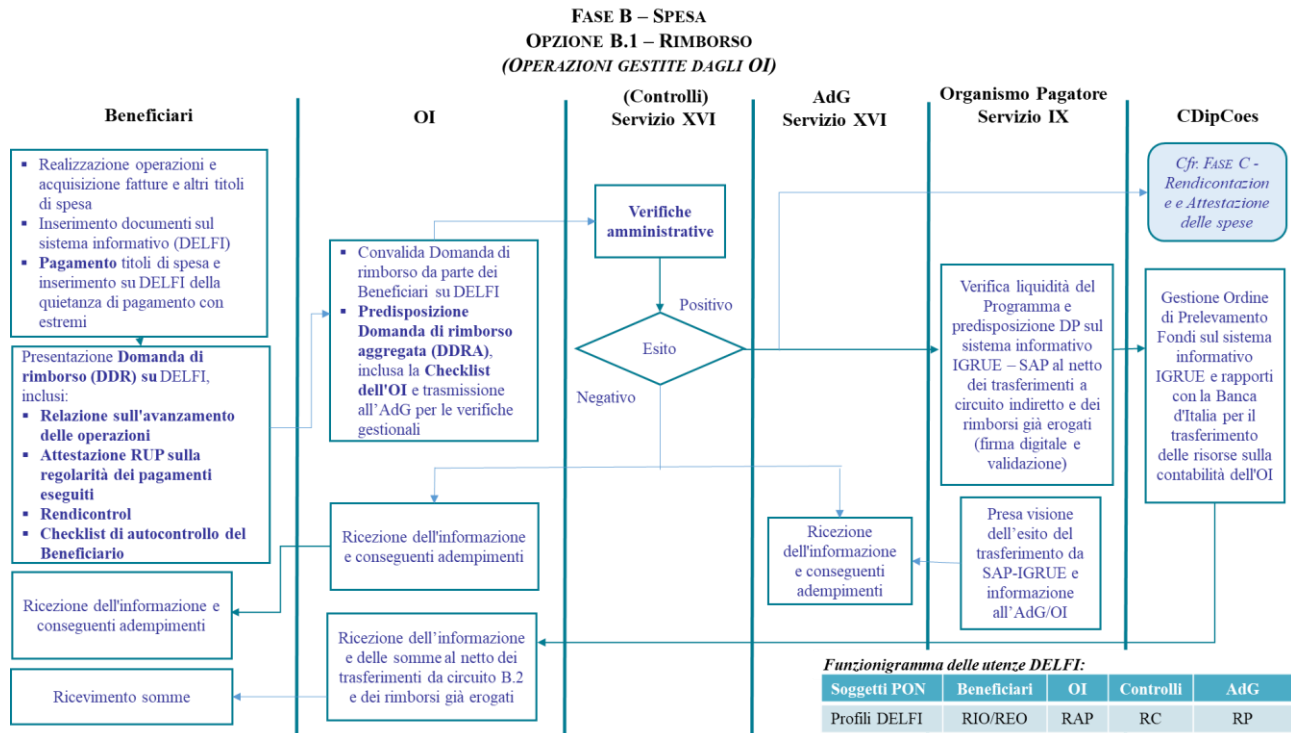 FASE B – SPESA
OPZIONE B.1 – RIMBORSO
(OPERAZIONI GESTITE DAGLI OI)
Beneficiari
OI
(Controlli)
Servizio XVI
AdG
Servizio XVI
Organismo Pagatore
Servizio IX
CDipCoes
▪ Realizzazione operazioni e
acquisizione fatture e altri titoli
di spesa
▪ Inserimento documenti sul
sistema informativo (DELFI)
▪ Pagamento titoli di spesa e
inserimento su DELFI della
quietanza di pagamento con
estremi
Presentazione Domanda di
rimborso (DDR) su DELFI,
inclusi:
▪ Relazione sull'avanzamento
delle operazioni
▪ Attestazione RUP sulla
regolarità dei pagamenti
eseguiti
▪ Rendicontrol
▪ Checklist di autocontrollo del
Beneficiario
Ricezione dell'informazione e
conseguenti adempimenti
Ricevimento somme
▪ Convalida Domanda di
rimborso da parte dei
Beneficiari su DELFI
▪ Predisposizione
Domanda di rimborso
aggregata (DDRA),
inclusa la Checklist
dell'OI e trasmissione
all'AdG per le verifiche
gestionali
Ricezione dell'informazione
e conseguenti adempimenti
Ricezione dell'informazione
e delle somme al netto dei
trasferimenti da circuito B.2
e dei rimborsi già erogati
Verifiche
amministrative
Positivo
Esito
Negativo
Ricezione
dell'informazione
e conseguenti
adempimenti
Verifica liquidità del
Programma e
predisposizione DP sul
sistema informativo
IGRUE – SAP al netto
dei trasferimenti a
circuito indiretto e dei
rimborsi già erogati
(firma digitale e
validazione)
Presa visione
dell'esito del
trasferimento da
SAP-IGRUE e
informazione
all'AdG/OI
Cfr. FASE C -
Rendicontazion
e e Attestazione
delle spese
Gestione Ordine
di Prelevamento
Fondi sul sistema
informativo
IGRUE e rapporti
con la Banca
d'Italia per il
trasferimento
delle risorse sulla
contabilità dell'OI
Funzionigramma delle utenze DELFI:
Soggetti PON Beneficiari OI Controlli AdG
Profili DELFI RIO/REO RAP RC RP